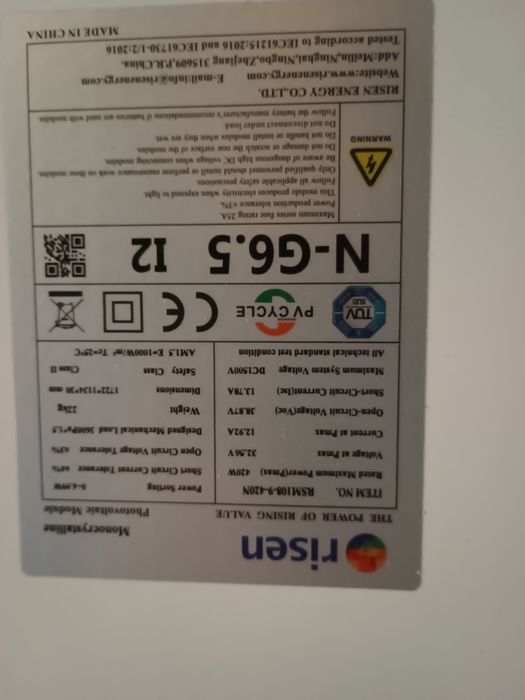 risen
THE POWER OF RISING VALUE
Monocrystalline
Photovoltaic Module
ITEM NO. RSM108-9-420N
Rated Maximum Power(Pmax) 420W
Voltage at Pmax 32.56V
Current at Pmax 12.92A
Open-Circuit Voltage(Voc) 38.87V
Short-Circuit Current(Isc) 13.78A
Maximum System Voltage DC1500V
All technical standard test condition
Power Sorting 0~4.99W
Short Circuit Current Tolerance ±4%
Open Circuit Voltage Tolerance ±3%
Designed Mechanical Load 3600Pa*1.5
Weight 22kg
Dimensions 1722*1134*30 mm
Safety Class Class II
AM1.5 E=1000W/m² Tc=25°C
TÜV
SUD
PV CYCLE
CE
N-G6.5 I2
WARNING
Maximum series fuse rating 25A
Power production tolerance ±3%
This module produces electricity when exposed to light.
Follow all applicable safety precautions.
Only qualified personnel should install or perform maintenance work on these modules.
Be aware of dangerous high DC voltage when connecting modules.
Do not damage or scratch the rear surface of the modules.
Do not handle or install modules when they are wet.
Do not disconnect under load
Follow the battery manufacturer's recommendations if batteries are used with modules.
RISEN ENERGY CO.,LTD.
Website:www.risenenergy.com E-mail:info@risenenergy.com
Add:Meilin,Ninghai,Ningbo,Zhejiang 315609,P.R.China.
Tested according to IEC61215:2016 and IEC61730-1/2:2016
MADE IN CHINA